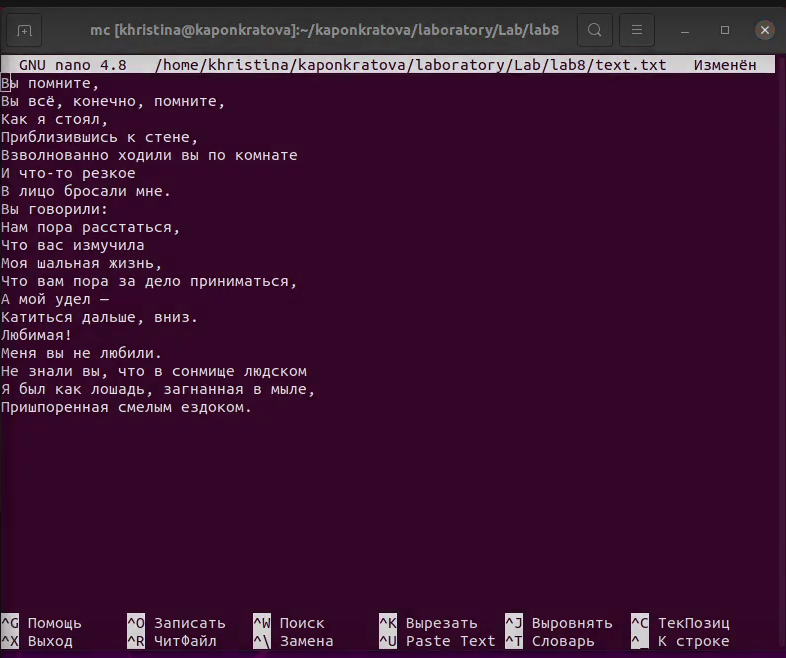 mc [khristina@kaponkratova]:~/kaponkratova/laboratory/Lab/lab8
GNU nano 4.8 /home/khristina/kaponkratova/laboratory/Lab/lab8/text.txt Изменён
Вы помните,
Вы всё, конечно, помните,
Как я стоял,
Приблизившись к стене,
Взволнованно ходили вы по комнате
И что-то резкое
В лицо бросали мне.
Вы говорили:
Нам пора расстаться,
Что вас измучила
Моя шальная жизнь,
Что вам пора за дело приниматься,
А мой удел —
Катиться дальше, вниз.
Любимая!
Меня вы не любили.
Не знали вы, что в сонмище людском
Я был как лошадь, загнанная в мыле,
Пришпоренная смелым ездоком.
^G Помощь ^O Записать ^W Поиск ^K Вырезать ^J Выровнять ^C ТекПозиц
^X Выход ^R ЧитФайл ^\ Замена ^U Paste Text ^T Словарь ^_ К строке